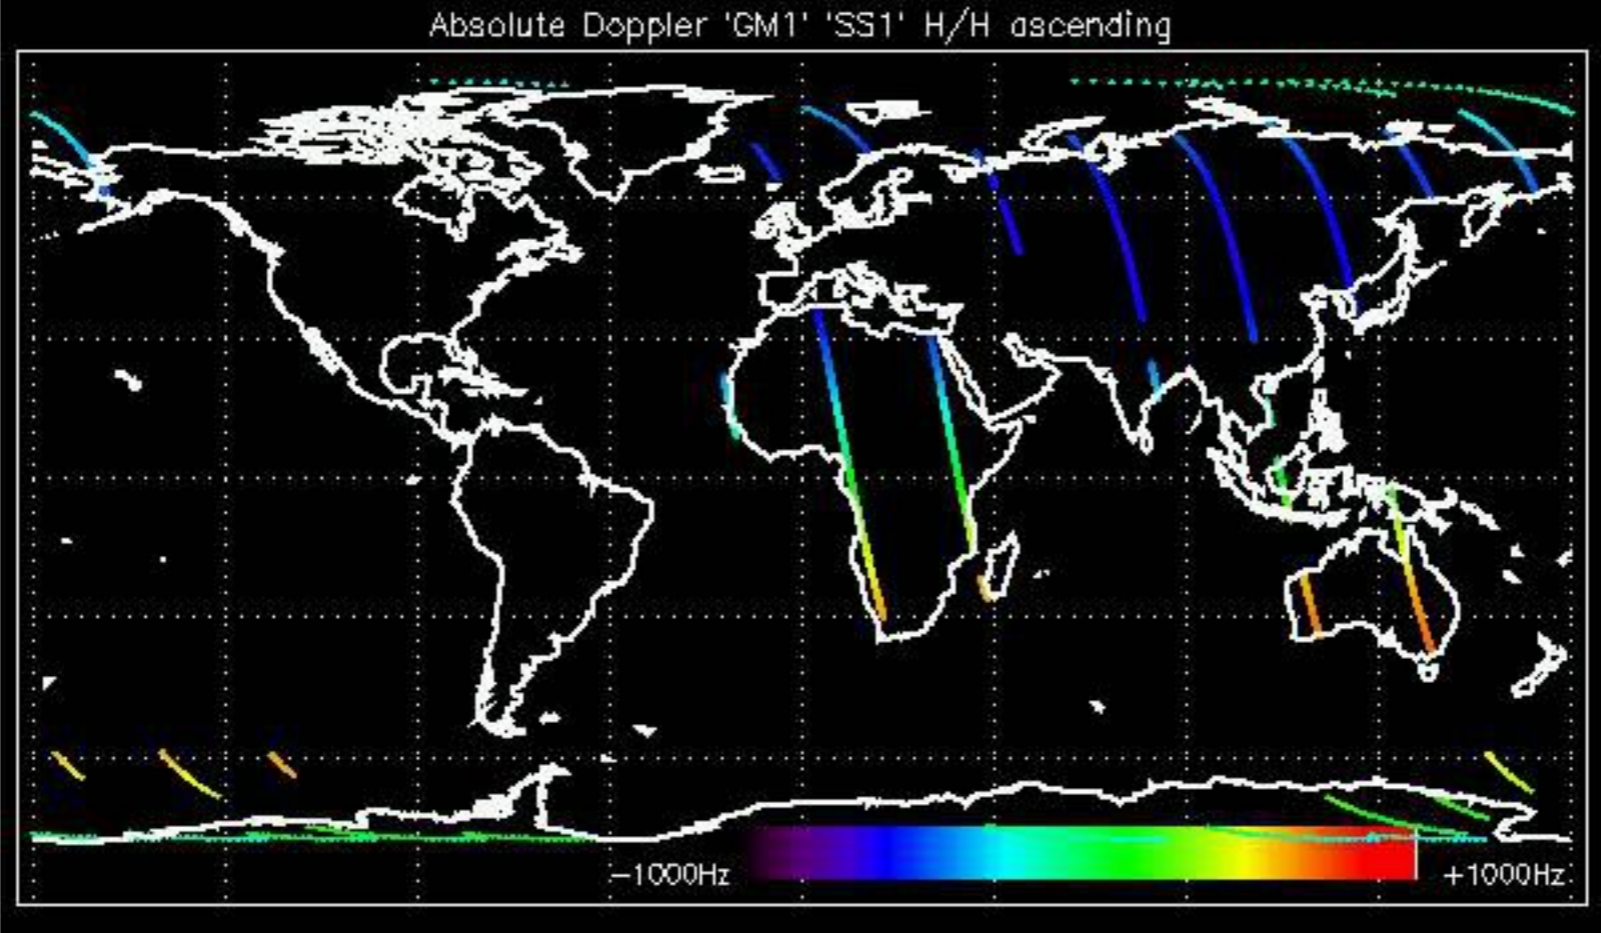 Absolute Doppler 'GM1' 'SS1' H/H ascending
−1000Hz
+1000Hz